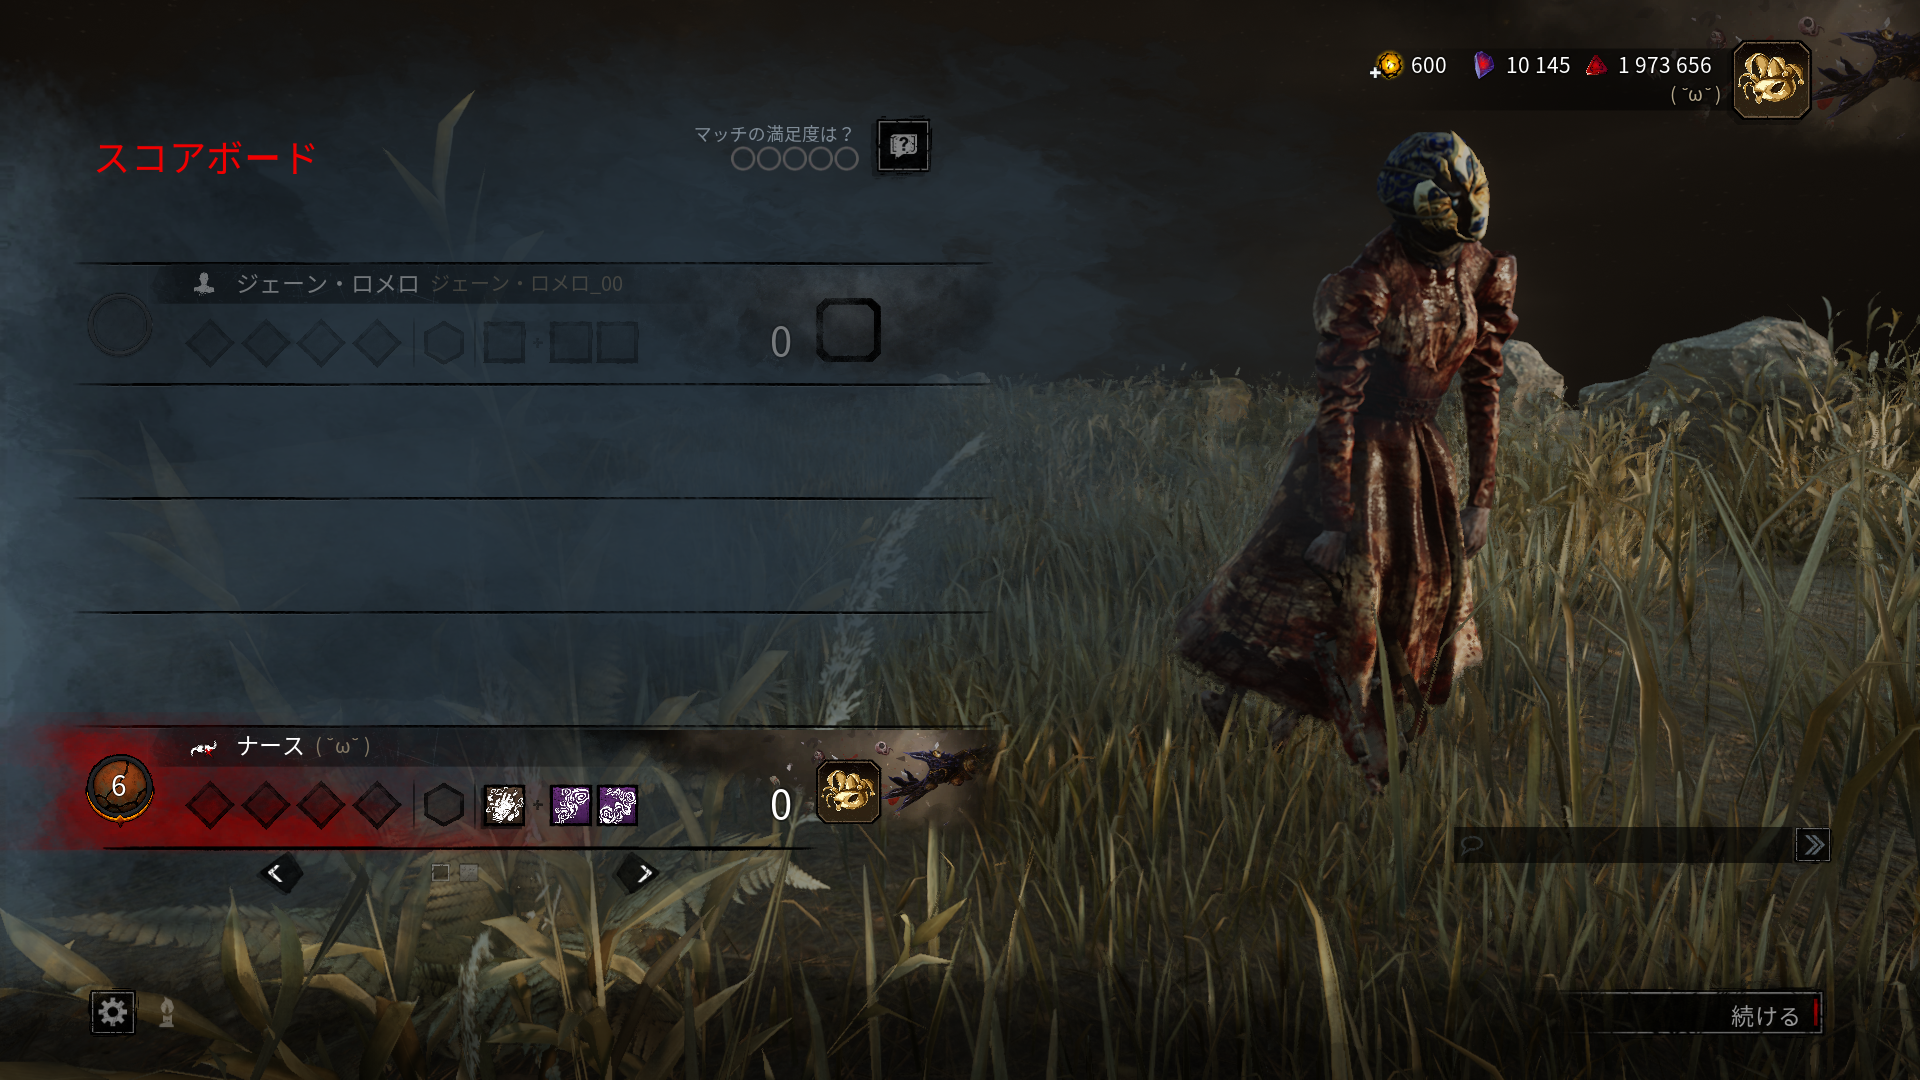 600 10 145 1 973 656
(˘ω˘)
スコアボード
マッチの満足度は？
ジェーン・ロメロ ジェーン・ロメロ_00
0
ナース (˘ω˘)
6
0
続ける